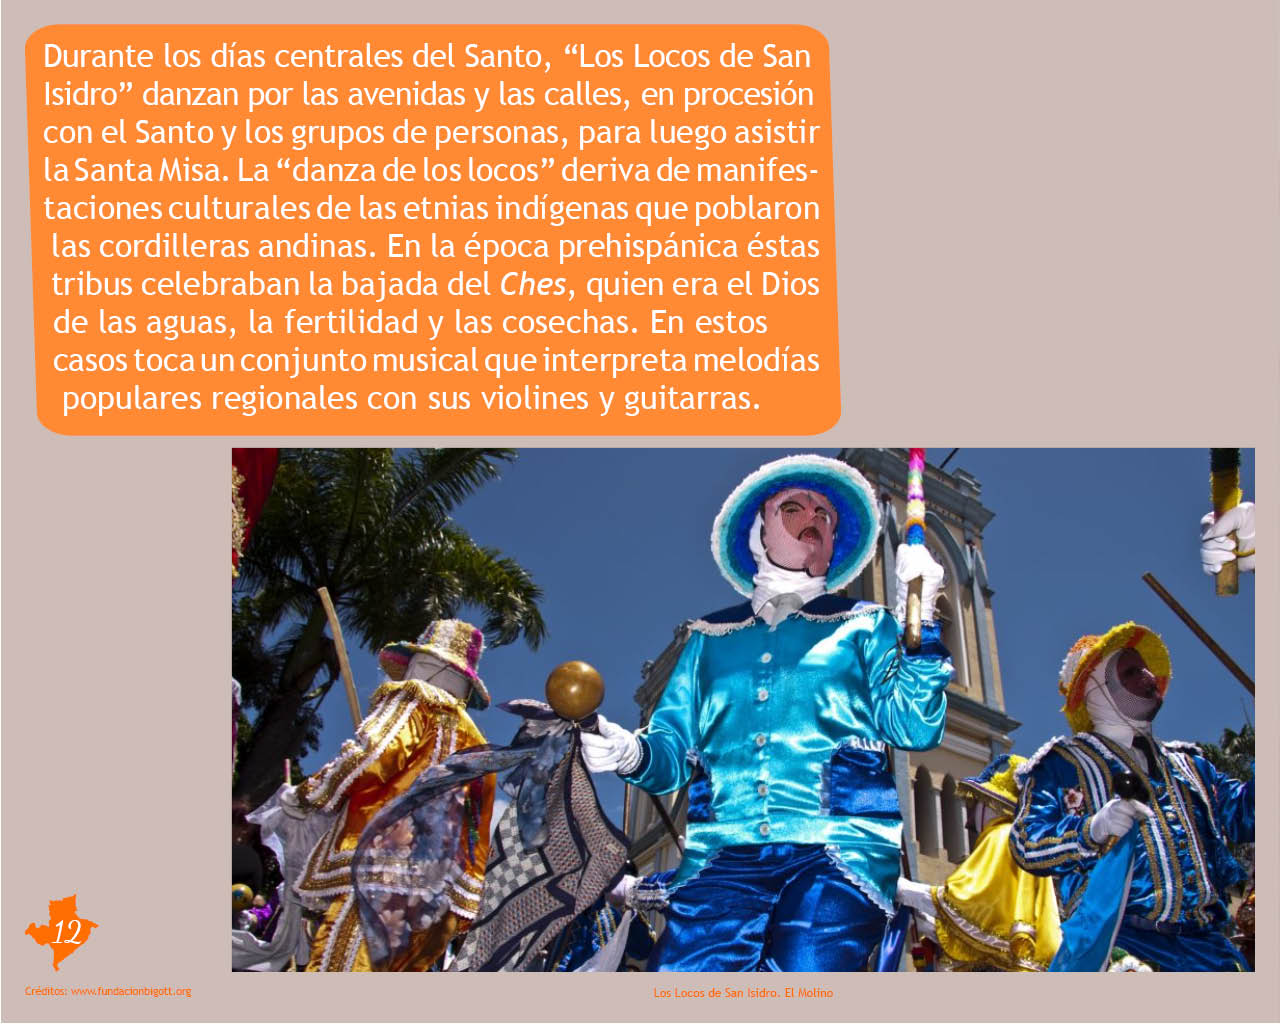 Durante los días centrales del Santo, “Los Locos de San
Isidro” danzan por las avenidas y las calles, en procesión
con el Santo y los grupos de personas, para luego asistir
la Santa Misa. La “danza de los locos” deriva de manifes-
taciones culturales de las etnias indígenas que poblaron
las cordilleras andinas. En la época prehispánica éstas
tribus celebraban la bajada del Ches, quien era el Dios
de las aguas, la fertilidad y las cosechas. En estos
casos toca un conjunto musical que interpreta melodías
populares regionales con sus violines y guitarras.
12
Créditos: www.fundacionbigott.org
Los Locos de San Isidro. El Molino